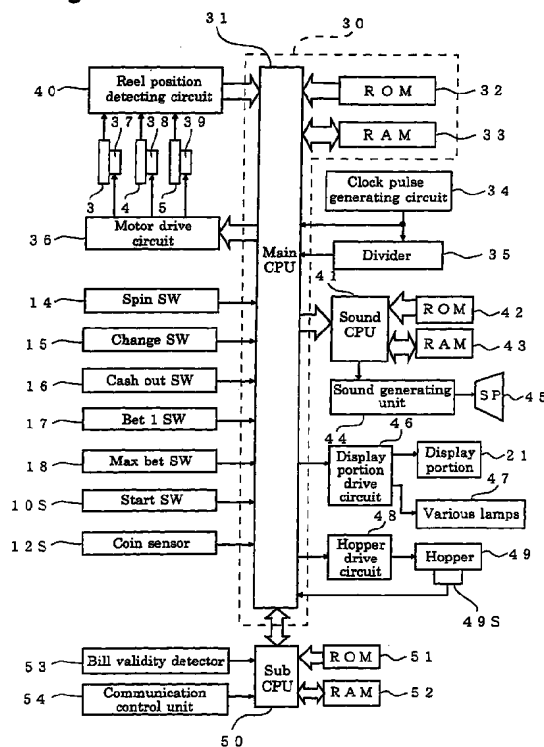 31
30
40
Reel position
detecting circuit
ROM
32
RAM
33
37
38
39
3
4
5
Clock pulse
generating circuit
34
36
Motor drive
circuit
Main
CPU
Divider
35
41
14
Spin SW
Sound
CPU
ROM
42
15
Change SW
RAM
43
16
Cash out SW
Sound generating
unit
SP
45
17
Bet 1 SW
44
46
18
Max bet SW
Display
portion
drive
circuit
Display
portion
21
47
10S
Start SW
48
Various lamps
12S
Coin sensor
Hopper
drive
circuit
Hopper
49
49S
53
Bill validity detector
Sub
CPU
ROM
51
54
Communication
control unit
RAM
52
50